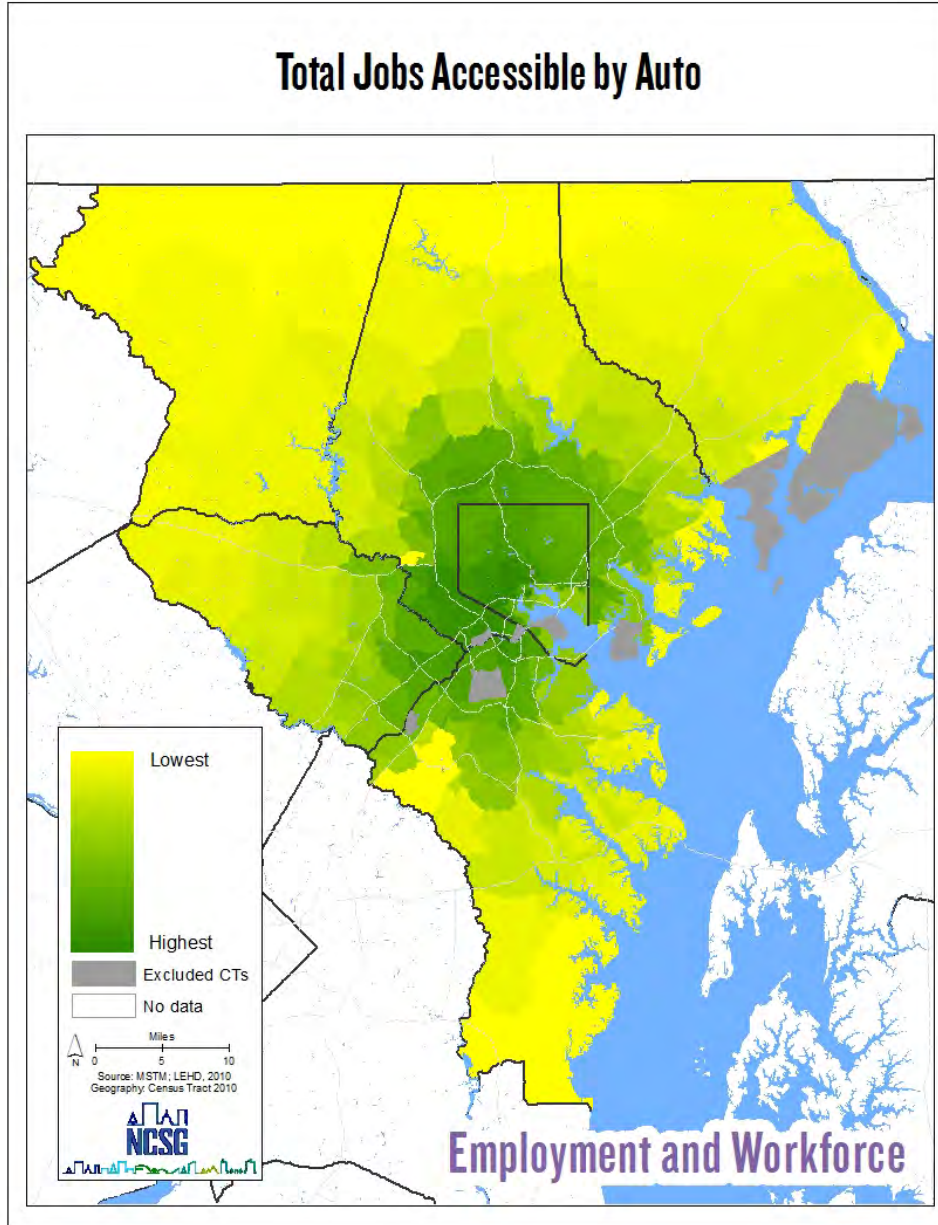 Total Jobs Accessible by Auto
Lowest
Highest
Excluded CTs
No data
Miles
N
0 5 10
Source: MSTM; LEHD, 2010
Geography: Census Tract 2010
NCSG
Employment and Workforce